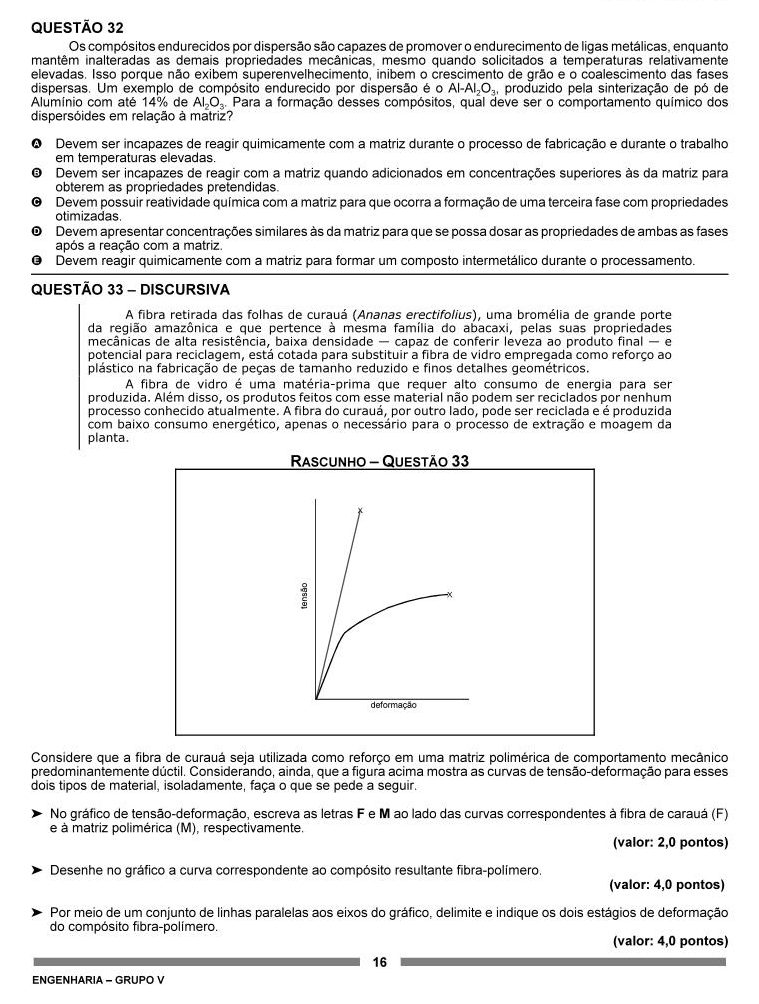 QUESTÃO 32
Os compósitos endurecidos por dispersão são capazes de promover o endurecimento de ligas metálicas, enquanto
mantêm inalteradas as demais propriedades mecânicas, mesmo quando solicitados a temperaturas relativamente
elevadas. Isso porque não exibem superenvelhecimento, inibem o crescimento de grão e o coalescimento das fases
dispersas. Um exemplo de compósito endurecido por dispersão é o Al-Al₂O₃, produzido pela sinterização de pó de
Alumínio com até 14% de Al₂O₃. Para a formação desses compósitos, qual deve ser o comportamento químico dos
dispersóides em relação à matriz?
A Devem ser incapazes de reagir quimicamente com a matriz durante o processo de fabricação e durante o trabalho
em temperaturas elevadas.
B Devem ser incapazes de reagir com a matriz quando adicionados em concentrações superiores às da matriz para
obterem as propriedades pretendidas.
C Devem possuir reatividade química com a matriz para que ocorra a formação de uma terceira fase com propriedades
otimizadas.
D Devem apresentar concentrações similares às da matriz para que se possa dosar as propriedades de ambas as fases
após a reação com a matriz.
E Devem reagir quimicamente com a matriz para formar um composto intermetálico durante o processamento.
QUESTÃO 33 – DISCURSIVA
A fibra retirada das folhas de curauá (Ananas erectifolius), uma bromélia de grande porte
da região amazônica e que pertence à mesma família do abacaxi, pelas suas propriedades
mecânicas de alta resistência, baixa densidade — capaz de conferir leveza ao produto final — e
potencial para reciclagem, está cotada para substituir a fibra de vidro empregada como reforço ao
plástico na fabricação de peças de tamanho reduzido e finos detalhes geométricos.
A fibra de vidro é uma matéria-prima que requer alto consumo de energia para ser
produzida. Além disso, os produtos feitos com esse material não podem ser reciclados por nenhum
processo conhecido atualmente. A fibra do curauá, por outro lado, pode ser reciclada e é produzida
com baixo consumo energético, apenas o necessário para o processo de extração e moagem da
planta.
RASCUNHO – QUESTÃO 33
x
x
tensão
deformação
Considere que a fibra de curauá seja utilizada como reforço em uma matriz polimérica de comportamento mecânico
predominantemente dúctil. Considerando, ainda, que a figura acima mostra as curvas de tensão-deformação para esses
dois tipos de material, isoladamente, faça o que se pede a seguir.
➤ No gráfico de tensão-deformação, escreva as letras F e M ao lado das curvas correspondentes à fibra de carauá (F)
e à matriz polimérica (M), respectivamente.
(valor: 2,0 pontos)
➤ Desenhe no gráfico a curva correspondente ao compósito resultante fibra-polímero.
(valor: 4,0 pontos)
➤ Por meio de um conjunto de linhas paralelas aos eixos do gráfico, delimite e indique os dois estágios de deformação
do compósito fibra-polímero.
(valor: 4,0 pontos)
16
ENGENHARIA – GRUPO V